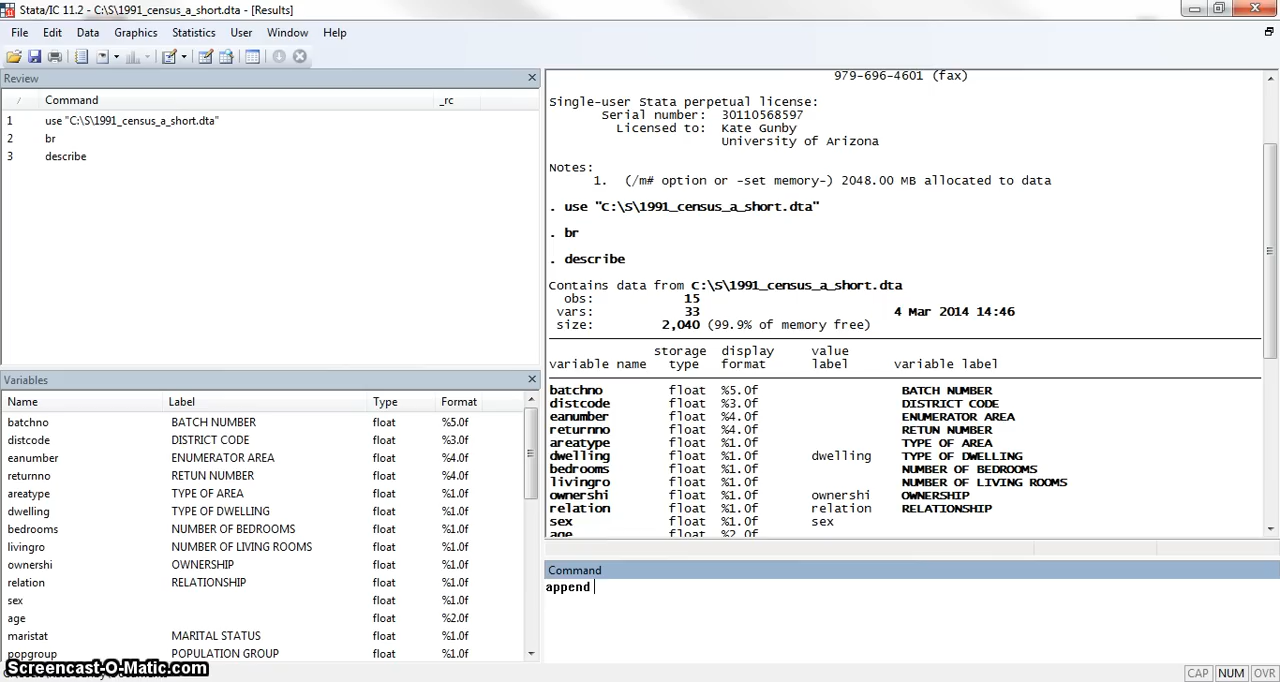 Stata/IC 11.2 - C:\S\1991_census_a_short.dta - [Results]
File Edit Data Graphics Statistics User Window Help
Review
Command _rc
1 use "C:\S\1991_census_a_short.dta"
2 br
3 describe
Variables
Name Label Type Format
batchno BATCH NUMBER float %5.0f
distcode DISTRICT CODE float %3.0f
eanumber ENUMERATOR AREA float %4.0f
returnno RETUN NUMBER float %4.0f
areatype TYPE OF AREA float %1.0f
dwelling TYPE OF DWELLING float %1.0f
bedrooms NUMBER OF BEDROOMS float %1.0f
livingro NUMBER OF LIVING ROOMS float %1.0f
ownershi OWNERSHIP float %1.0f
relation RELATIONSHIP float %1.0f
sex float %1.0f
age float %2.0f
maristat MARITAL STATUS float %1.0f
popgroup POPULATION GROUP float %1.0f
979-696-4601 (fax)
Single-user Stata perpetual license:
Serial number: 30110568597
Licensed to: Kate Gunby
University of Arizona
Notes:
1. (/m# option or -set memory-) 2048.00 MB allocated to data
. use "C:\S\1991_census_a_short.dta"
. br
. describe
Contains data from C:\S\1991_census_a_short.dta
obs: 15
vars: 33 4 Mar 2014 14:46
size: 2,040 (99.9% of memory free)
storage display value
variable name type format label variable label
batchno float %5.0f BATCH NUMBER
distcode float %3.0f DISTRICT CODE
eanumber float %4.0f ENUMERATOR AREA
returnno float %4.0f RETUN NUMBER
areatype float %1.0f TYPE OF AREA
dwelling float %1.0f dwelling TYPE OF DWELLING
bedrooms float %1.0f NUMBER OF BEDROOMS
livingro float %1.0f NUMBER OF LIVING ROOMS
ownershi float %1.0f ownershi OWNERSHIP
relation float %1.0f relation RELATIONSHIP
sex float %1.0f sex
age float %2.0f
Command
append
Screencast-O-Matic.com
CAP NUM OVR